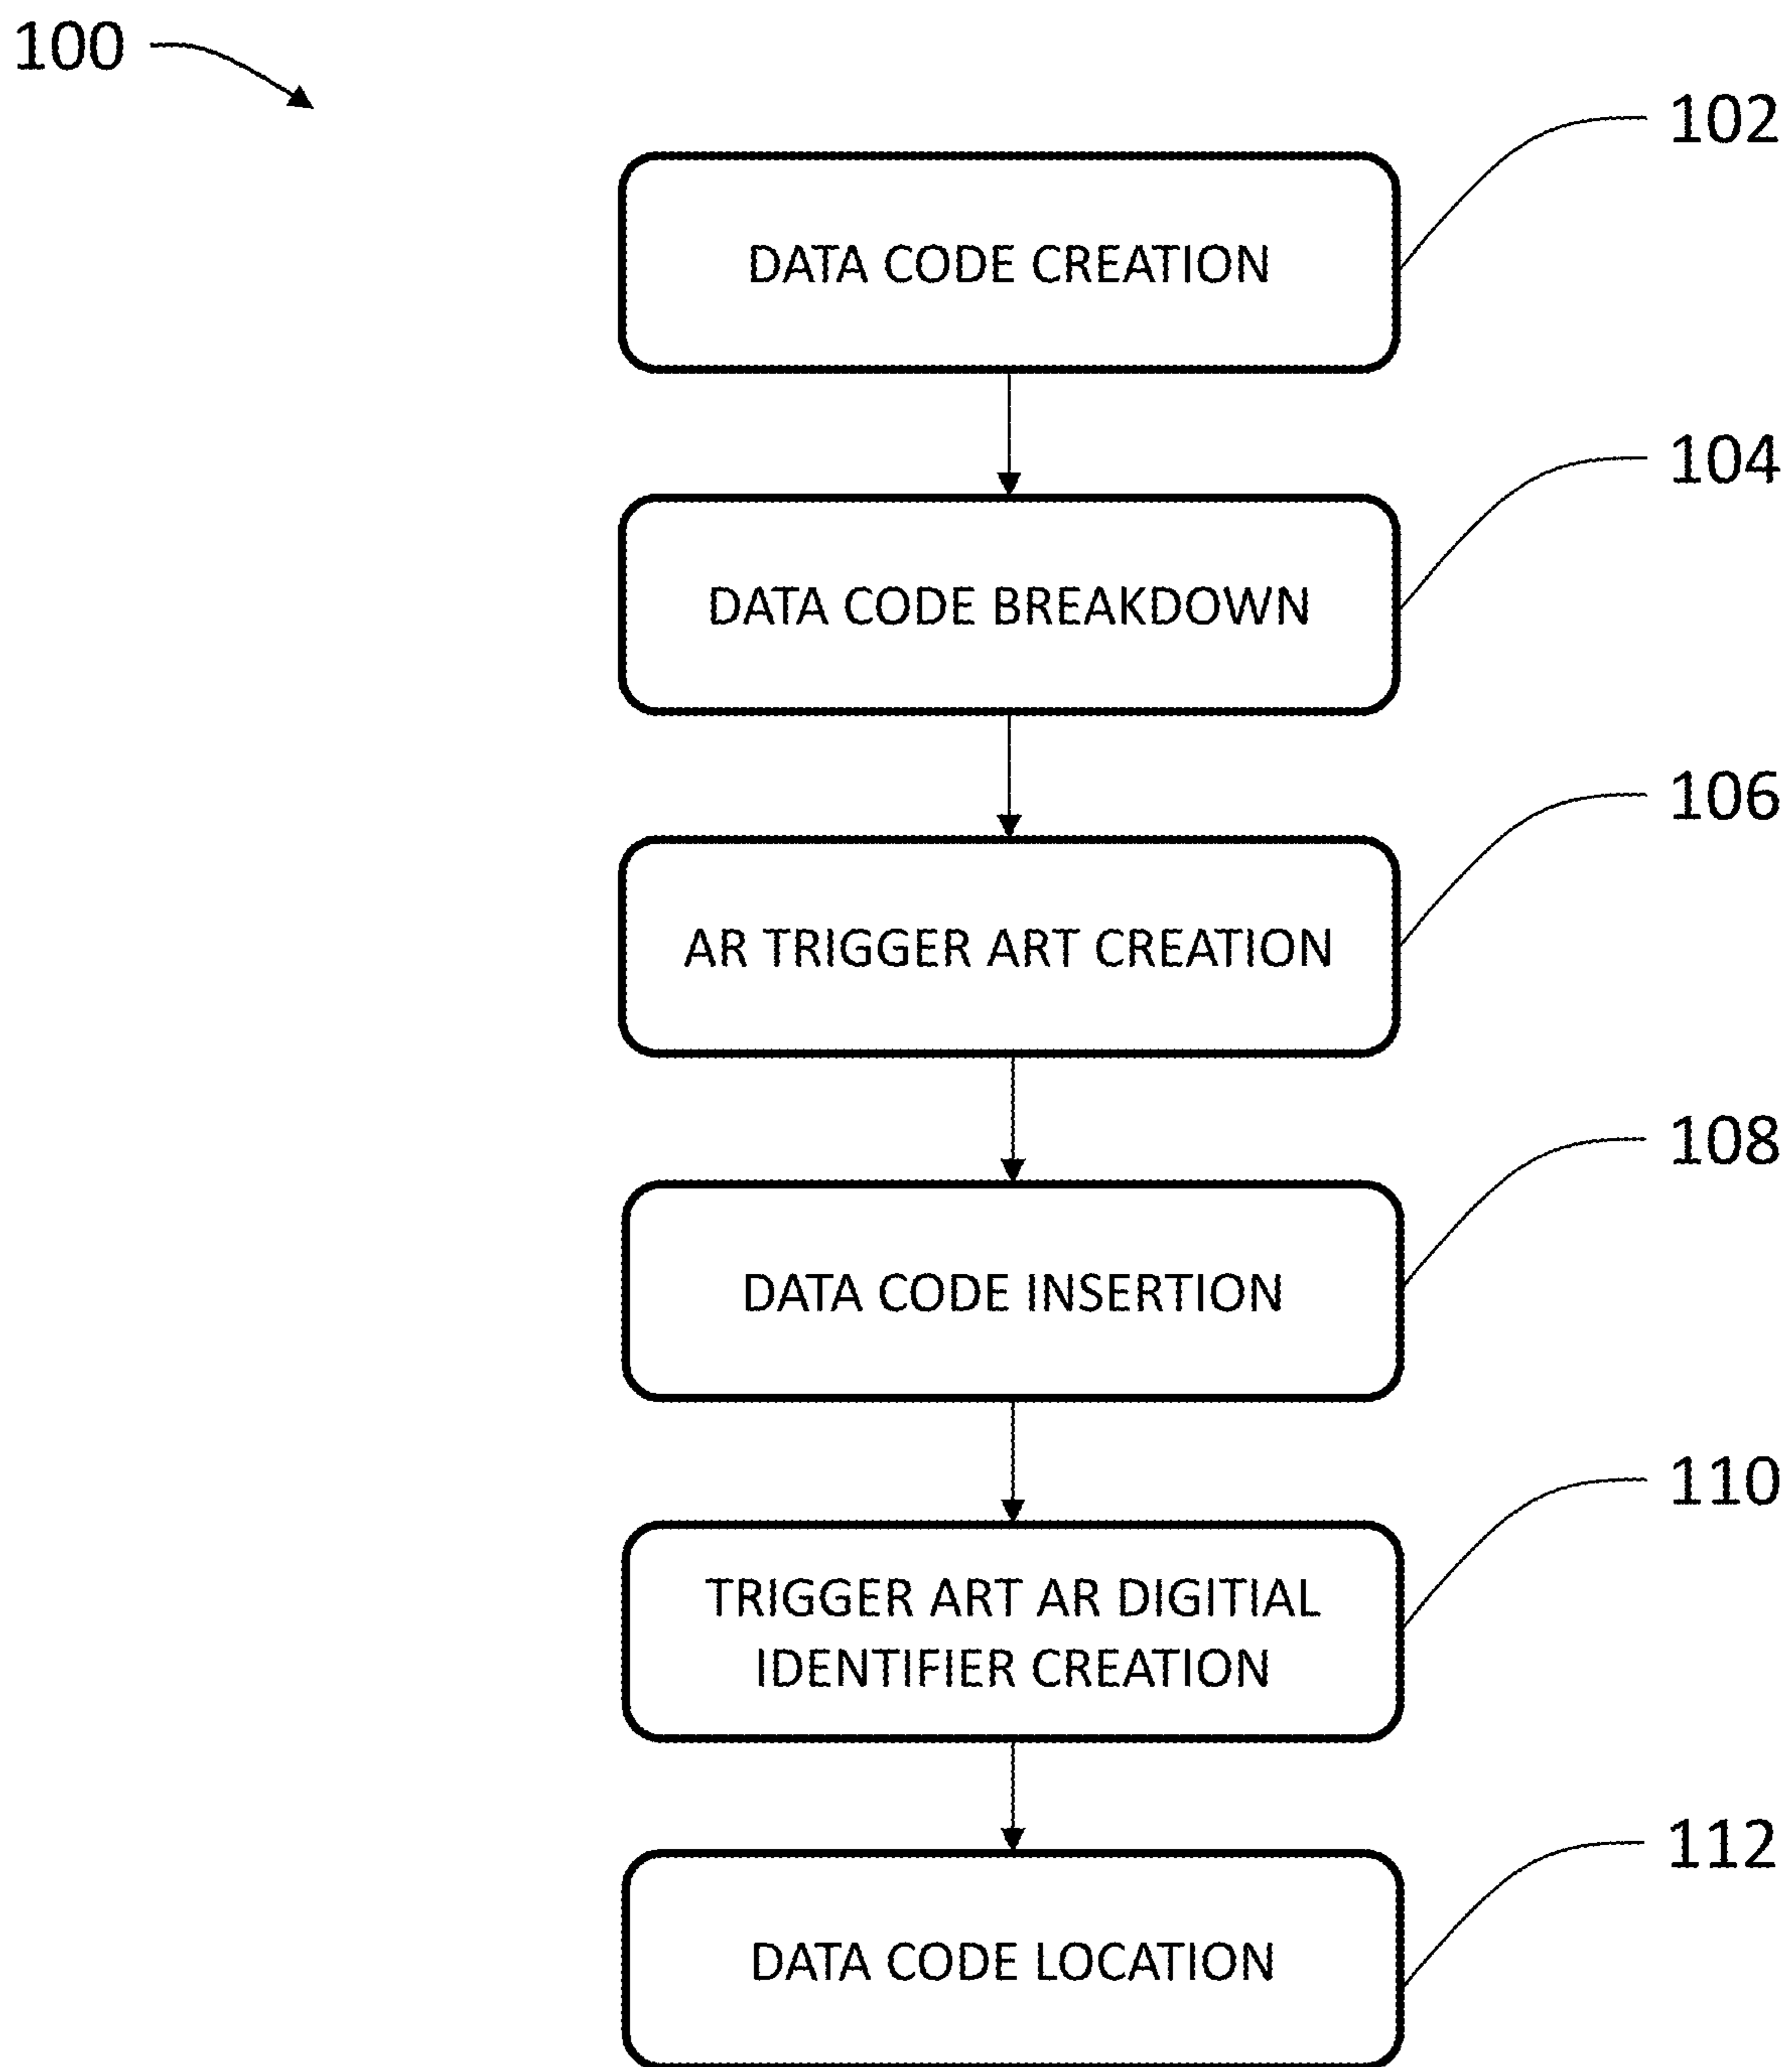 100
102
DATA CODE CREATION
104
DATA CODE BREAKDOWN
106
AR TRIGGER ART CREATION
108
DATA CODE INSERTION
110
TRIGGER ART AR DIGITIAL
IDENTIFIER CREATION
112
DATA CODE LOCATION